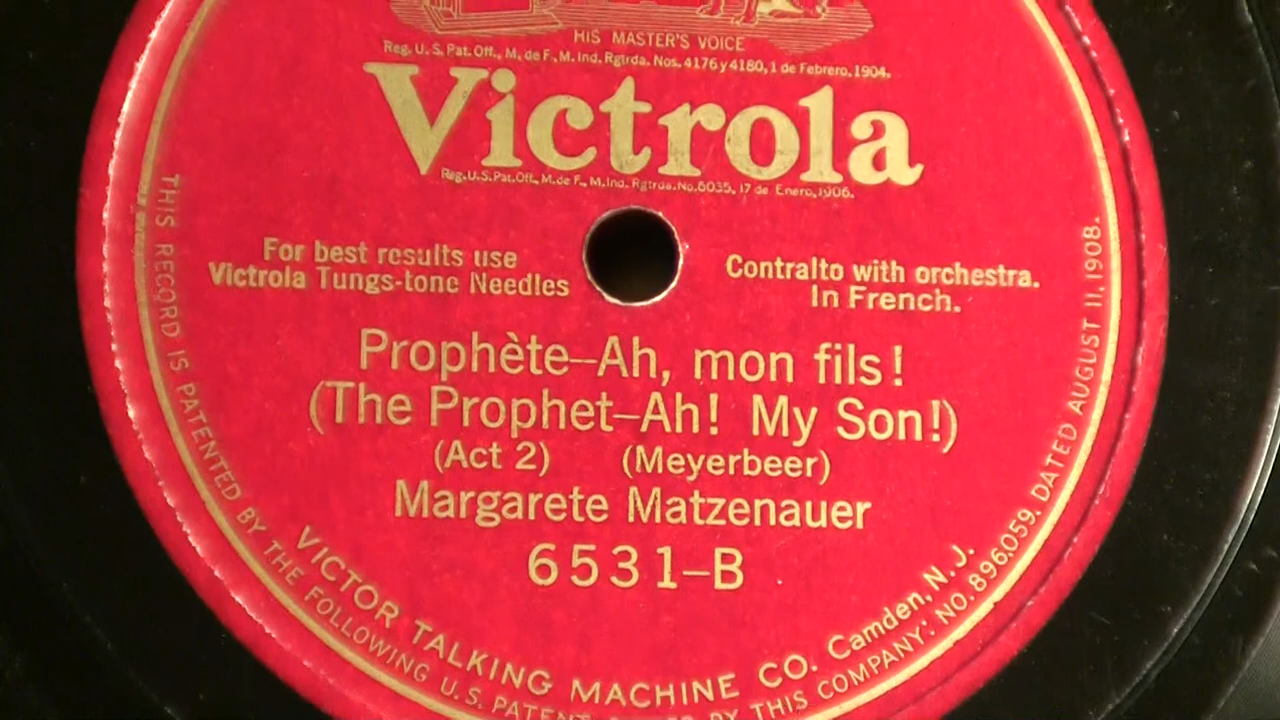 HIS MASTER'S VOICE
Reg. U. S. Pat. Off., M. de F., M. Ind. Rgtrda. Nos. 4176 y 4180, 1 de Febrero, 1904.
Victrola
Reg. U.S. Pat. Off., M. de F., M. Ind. Rgtrda. No. 6035, 17 de Enero, 1906.
For best results use
Victrola Tungs-tone Needles
Contralto with orchestra.
In French.
Prophète–Ah, mon fils!
(The Prophet–Ah! My Son!)
(Act 2) (Meyerbeer)
Margarete Matzenauer
6531–B
VICTOR TALKING MACHINE CO. Camden, N. J.
THIS RECORD IS PATENTED BY THE FOLLOWING U.S. BY THIS COMPANY: NO. 896,059, DATED AUGUST 11, 1908.